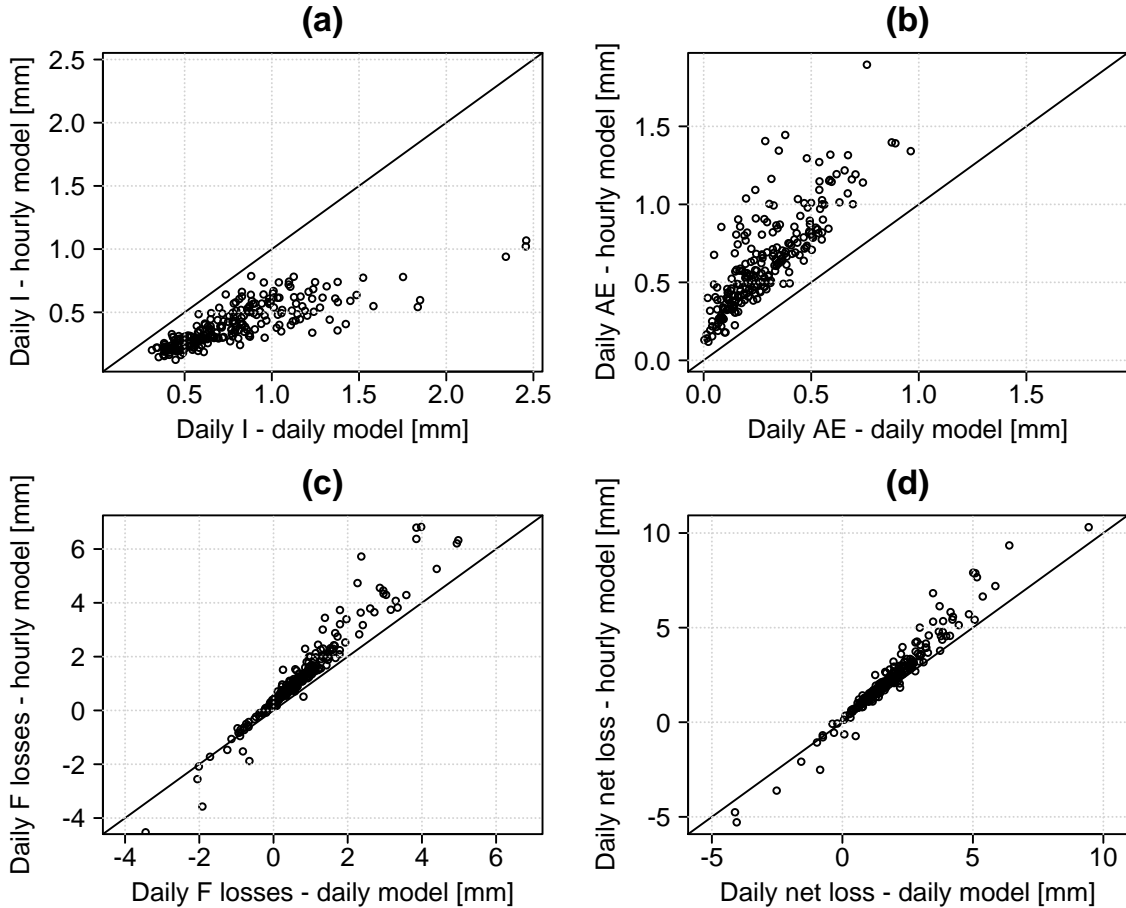 (a)
Daily I - hourly model [mm]
2.5
2.0
1.5
1.0
0.5
0.5 1.0 1.5 2.0 2.5
Daily I - daily model [mm]
(b)
Daily AE - hourly model [mm]
1.5
1.0
0.5
0.0
0.0 0.5 1.0 1.5
Daily AE - daily model [mm]
(c)
Daily F losses - hourly model [mm]
6
4
2
0
-2
-4
-4 -2 0 2 4 6
Daily F losses - daily model [mm]
(d)
Daily net loss - hourly model [mm]
10
5
0
-5
-5 0 5 10
Daily net loss - daily model [mm]